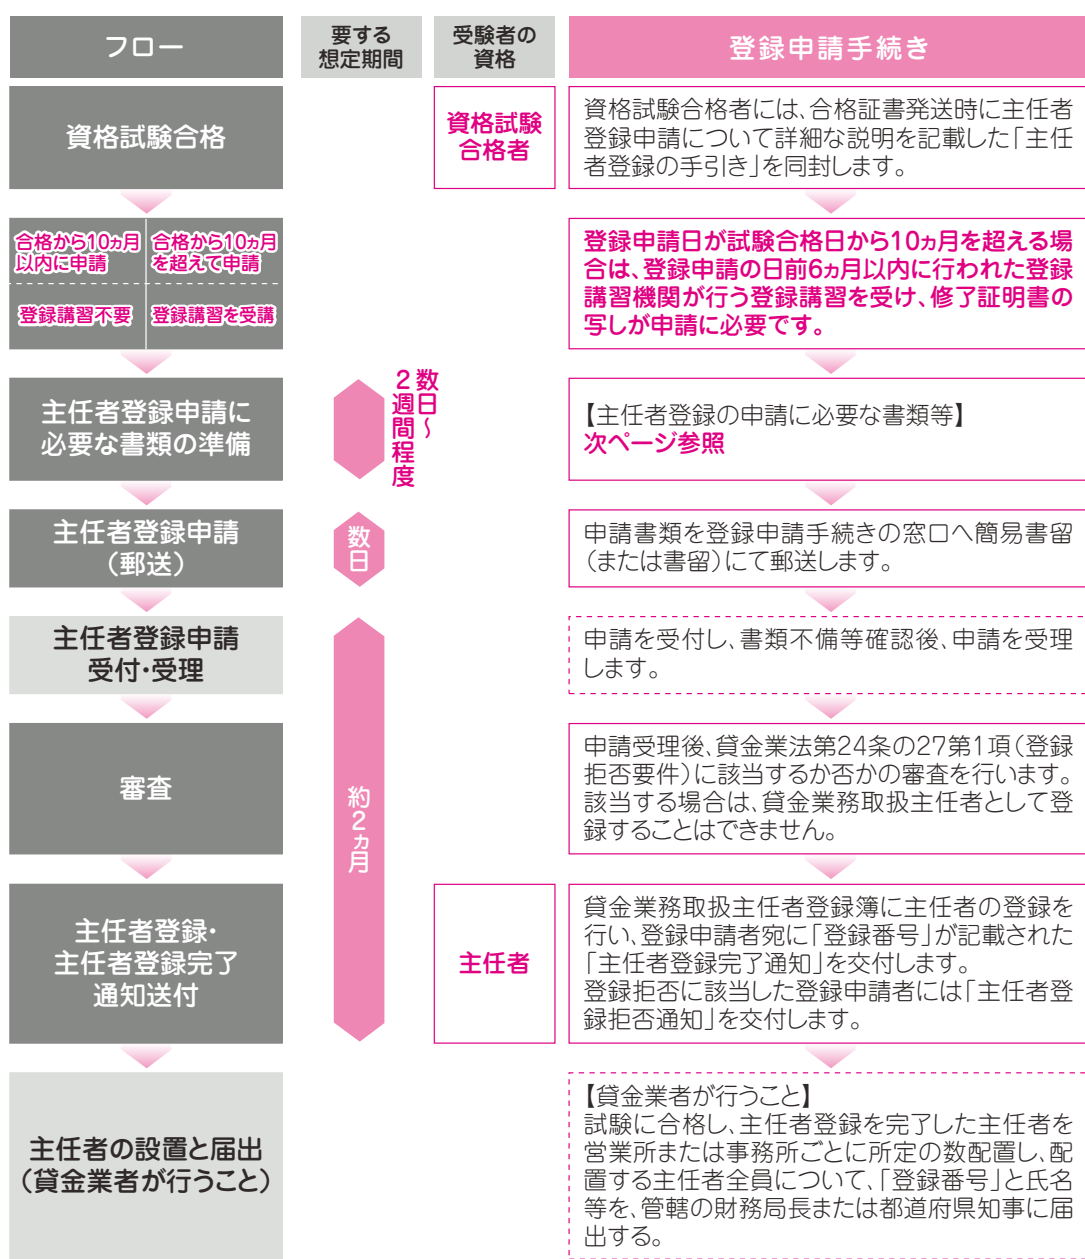 フロー
要する
想定期間
受験者の
資格
登録申請手続き
資格試験合格
資格試験
合格者
資格試験合格者には、合格証書発送時に主任者
登録申請について詳細な説明を記載した「主任
者登録の手引き」を同封します。
合格から10ヵ月
以内に申請
合格から10ヵ月
を超えて申請
登録講習不要
登録講習を受講
登録申請日が試験合格日から10ヵ月を超える場
合は、登録申請の日前6ヵ月以内に行われた登録
講習機関が行う登録講習を受け、修了証明書の
写しが申請に必要です。
主任者登録申請に
必要な書類の準備
数日～
2週間程度
【主任者登録の申請に必要な書類等】
次ページ参照
主任者登録申請
（郵送）
数日
申請書類を登録申請手続きの窓口へ簡易書留
（または書留）にて郵送します。
主任者登録申請
受付・受理
約2ヵ月
申請を受付し、書類不備等確認後、申請を受理
します。
審査
申請受理後、貸金業法第24条の27第1項（登録
拒否要件）に該当するか否かの審査を行います。
該当する場合は、貸金業務取扱主任者として登
録することはできません。
主任者登録・
主任者登録完了
通知送付
主任者
貸金業務取扱主任者登録簿に主任者の登録を
行い、登録申請者宛に「登録番号」が記載された
「主任者登録完了通知」を交付します。
登録拒否に該当した登録申請者には「主任者登
録拒否通知」を交付します。
主任者の設置と届出
（貸金業者が行うこと）
【貸金業者が行うこと】
試験に合格し、主任者登録を完了した主任者を
営業所または事務所ごとに所定の数配置し、配
置する主任者全員について、「登録番号」と氏名
等を、管轄の財務局長または都道府県知事に届
出する。